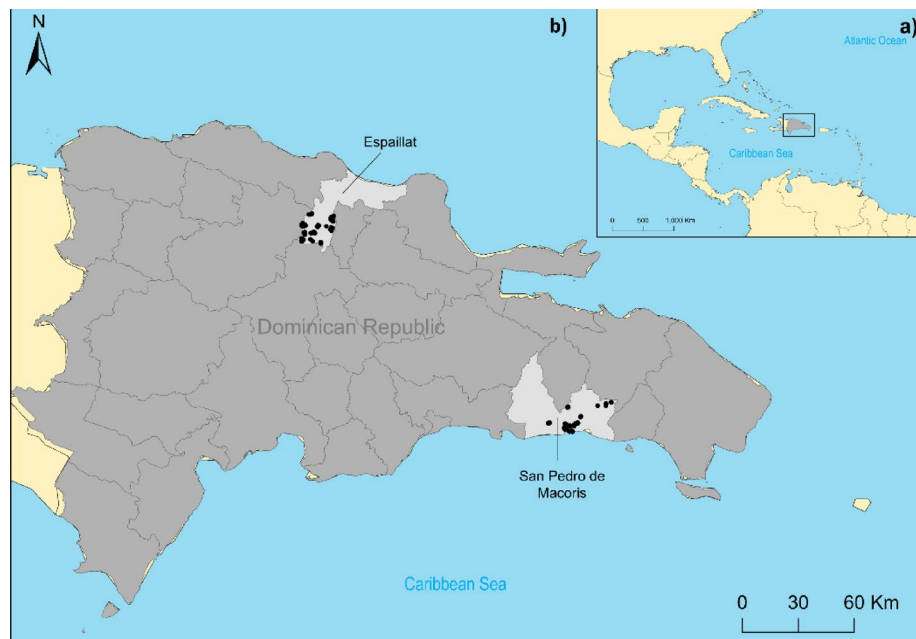 N
b)
a)
Atlantic Ocean
Caribbean Sea
0 500 1,000 Km
Espaillat
Dominican Republic
San Pedro de
Macoris
Caribbean Sea
0 30 60 Km